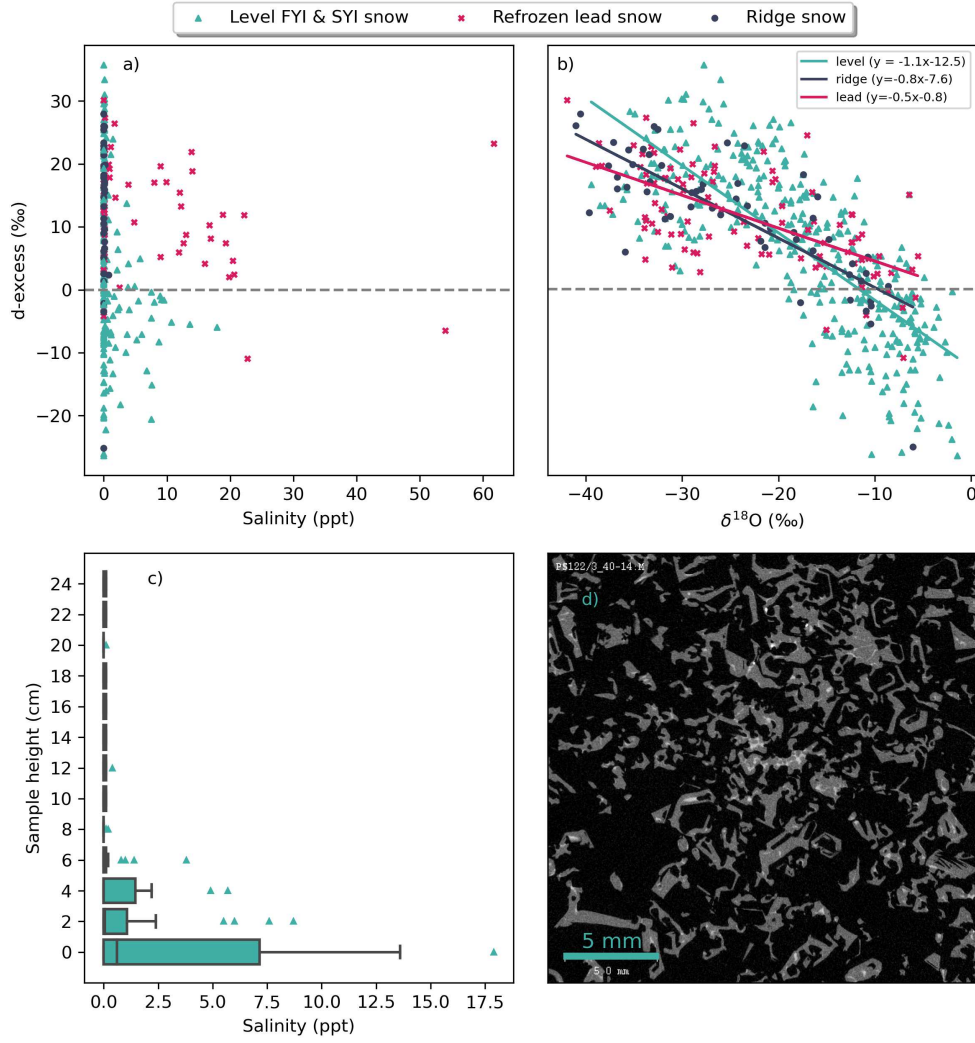 Level FYI & SYI snow Refrozen lead snow Ridge snow
a)
30
20
10
0
−10
−20
d-excess (‰)
0 10 20 30 40 50 60
Salinity (ppt)
b)
level (y = -1.1x-12.5)
ridge (y=-0.8x-7.6)
lead (y=-0.5x-0.8)
−40 −30 −20 −10 0
δ¹⁸O (‰)
c)
24
22
20
18
16
14
12
10
8
6
4
2
0
Sample height (cm)
0.0 2.5 5.0 7.5 10.0 12.5 15.0 17.5
Salinity (ppt)
PS122/3_40-14:M
d)
5 mm
5.0 mm